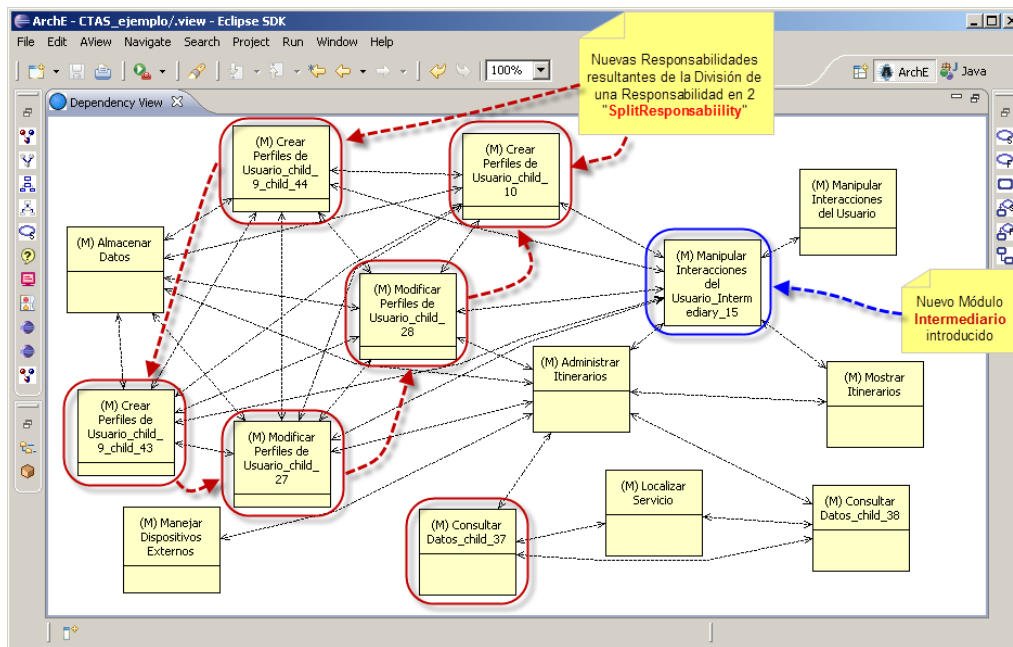 ArchE - CTAS_ejemplo/.view - Eclipse SDK
File Edit AView Navigate Search Project Run Window Help
100%
ArchE
Java
Dependency View
Nuevas Responsabilidades
resultantes de la División de
una Responsabilidad en 2
"SplitResponsabiility"
(M) Crear
Perfiles de
Usuario_child_
9_child_44
(M) Crear
Perfiles de
Usuario_child_
10
(M) Manipular
Interacciones
del Usuario
(M) Almacenar
Datos
(M) Manipular
Interacciones
del
Usuario_Interm
ediary_15
(M) Modificar
Perfiles de
Usuario_child_
28
Nuevo Módulo
Intermediario
introducido
(M) Administrar
Itinerarios
(M) Mostrar
Itinerarios
(M) Crear
Perfiles de
Usuario_child_
9_child_43
(M) Modificar
Perfiles de
Usuario_child_
27
(M) Localizar
Servicio
(M) Consultar
Datos_child_38
(M) Manejar
Dispositivos
Externos
(M) Consultar
Datos_child_37